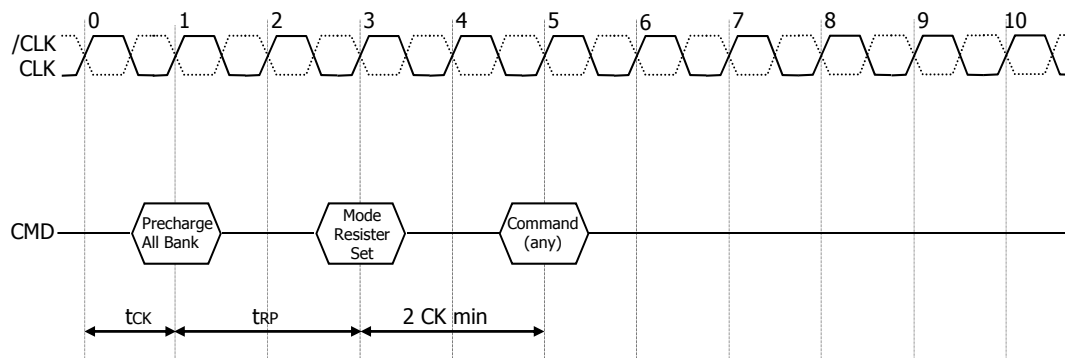 0 1 2 3 4 5 6 7 8 9 10
/CLK
CLK
CMD
Precharge
All Bank
Mode
Resister
Set
Command
(any)
tCK
tRP
2 CK min